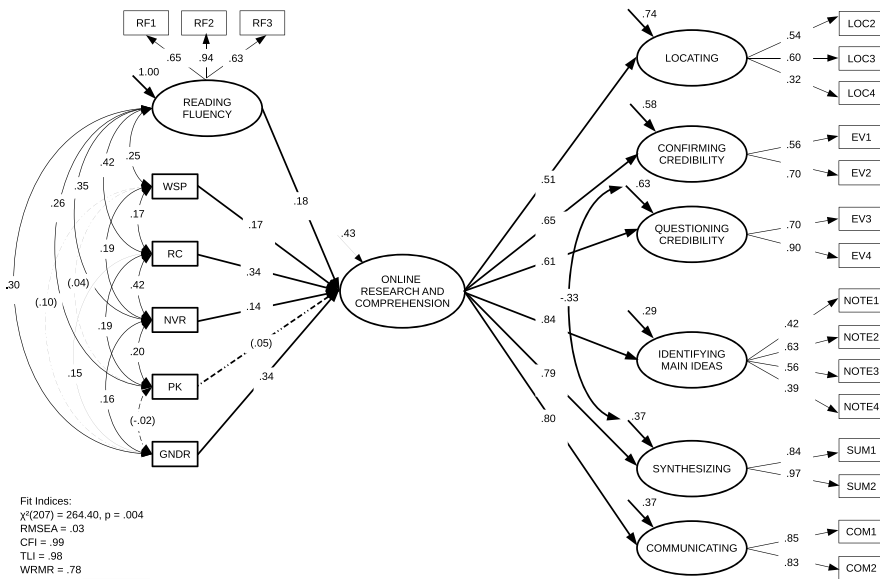 RF1
RF2
RF3
.65
.94
.63
1.00
READING
FLUENCY
.25
.42
.35
.26
.30
WSP
.17
RC
.19
(.04)
.42
(.10)
NVR
.19
.20
.15
PK
.16
(-.02)
GNDR
.18
.17
.34
.14
(.05)
.34
.43
ONLINE
RESEARCH AND
COMPREHENSION
.51
.65
.61
.84
.79
.80
-.33
.74
LOCATING
.54
.60
.32
LOC2
LOC3
LOC4
.58
CONFIRMING
CREDIBILITY
.56
.70
EV1
EV2
.63
QUESTIONING
CREDIBILITY
.70
.90
EV3
EV4
.29
IDENTIFYING
MAIN IDEAS
.42
.63
.56
.39
NOTE1
NOTE2
NOTE3
NOTE4
.37
SYNTHESIZING
.84
.97
SUM1
SUM2
.37
COMMUNICATING
.85
.83
COM1
COM2
Fit Indices:
χ²(207) = 264.40, p = .004
RMSEA = .03
CFI = .99
TLI = .98
WRMR = .78